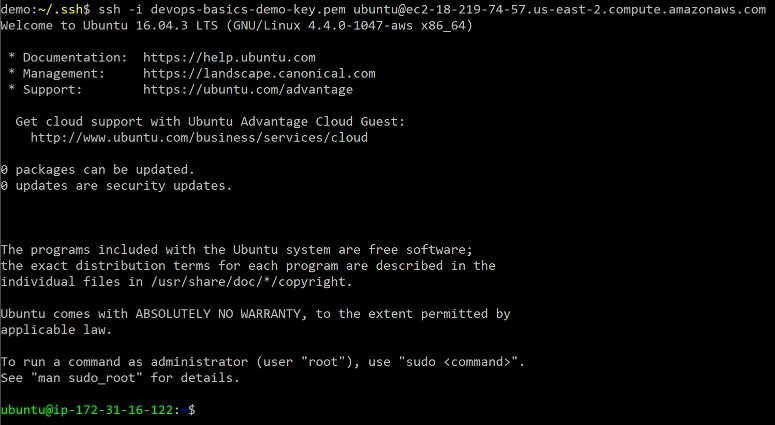 demo:~/.ssh$ ssh -i devops-basics-demo-key.pem ubuntu@ec2-18-219-74-57.us-east-2.compute.amazonaws.com
Welcome to Ubuntu 16.04.3 LTS (GNU/Linux 4.4.0-1047-aws x86_64)
* Documentation:  https://help.ubuntu.com
* Management:     https://landscape.canonical.com
* Support:        https://ubuntu.com/advantage
Get cloud support with Ubuntu Advantage Cloud Guest:
http://www.ubuntu.com/business/services/cloud
0 packages can be updated.
0 updates are security updates.
The programs included with the Ubuntu system are free software;
the exact distribution terms for each program are described in the
individual files in /usr/share/doc/*/copyright.
Ubuntu comes with ABSOLUTELY NO WARRANTY, to the extent permitted by
applicable law.
To run a command as administrator (user "root"), use "sudo <command>".
See "man sudo_root" for details.
ubuntu@ip-172-31-16-122:~$